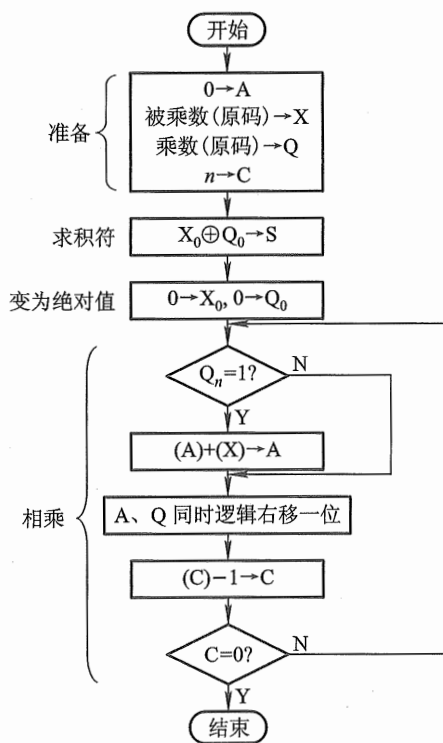 开始
准备
0→A
被乘数(原码)→X
乘数(原码)→Q
n→C
求积符
X₀⊕Q₀→S
变为绝对值
0→X₀, 0→Q₀
Qₙ=1?
N
Y
(A)+(X)→A
相乘
A、Q 同时逻辑右移一位
(C)−1→C
C=0?
N
Y
结束